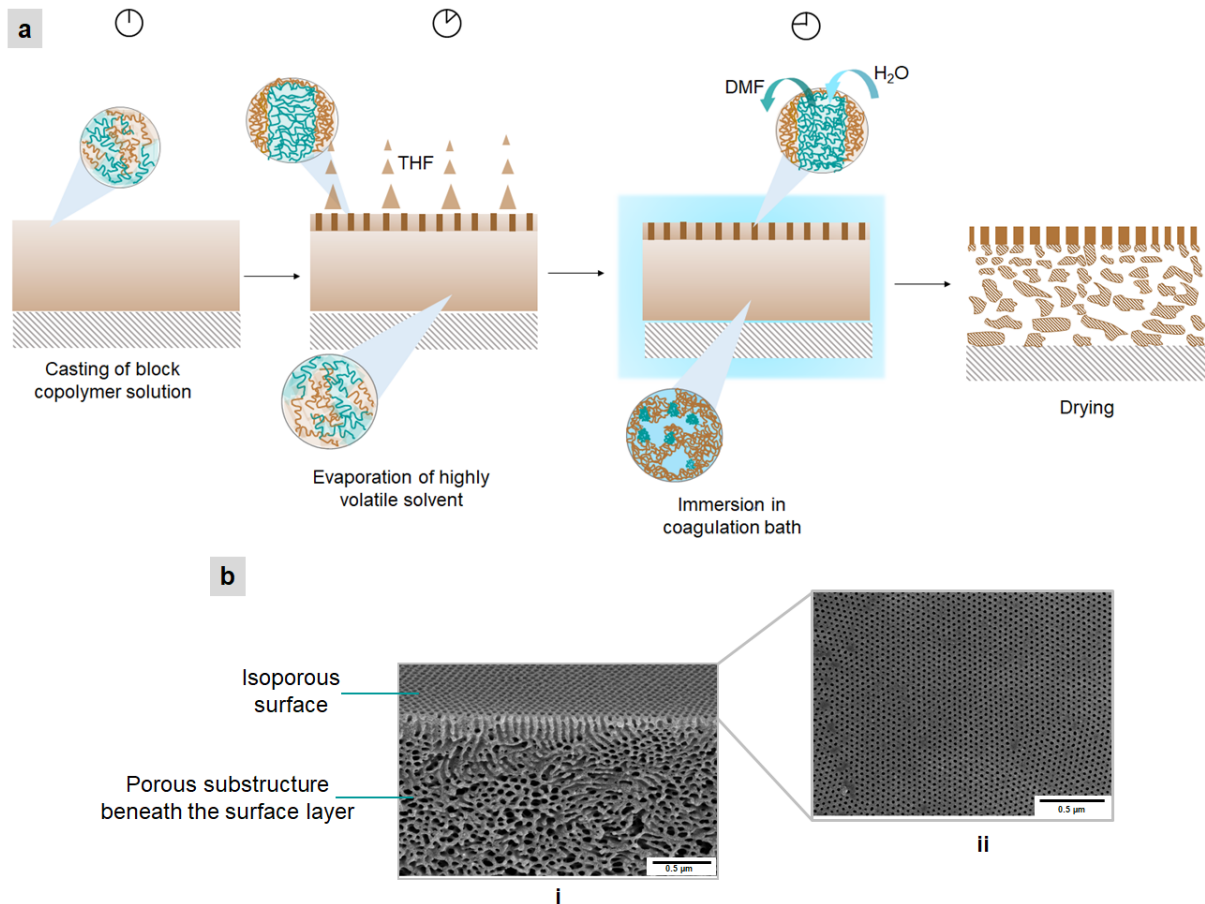 a
THF
DMF
H₂O
Casting of block
copolymer solution
Evaporation of highly
volatile solvent
Immersion in
coagulation bath
Drying
b
Isoporous
surface
Porous substructure
beneath the surface layer
0.5 µm
i
0.5 µm
ii